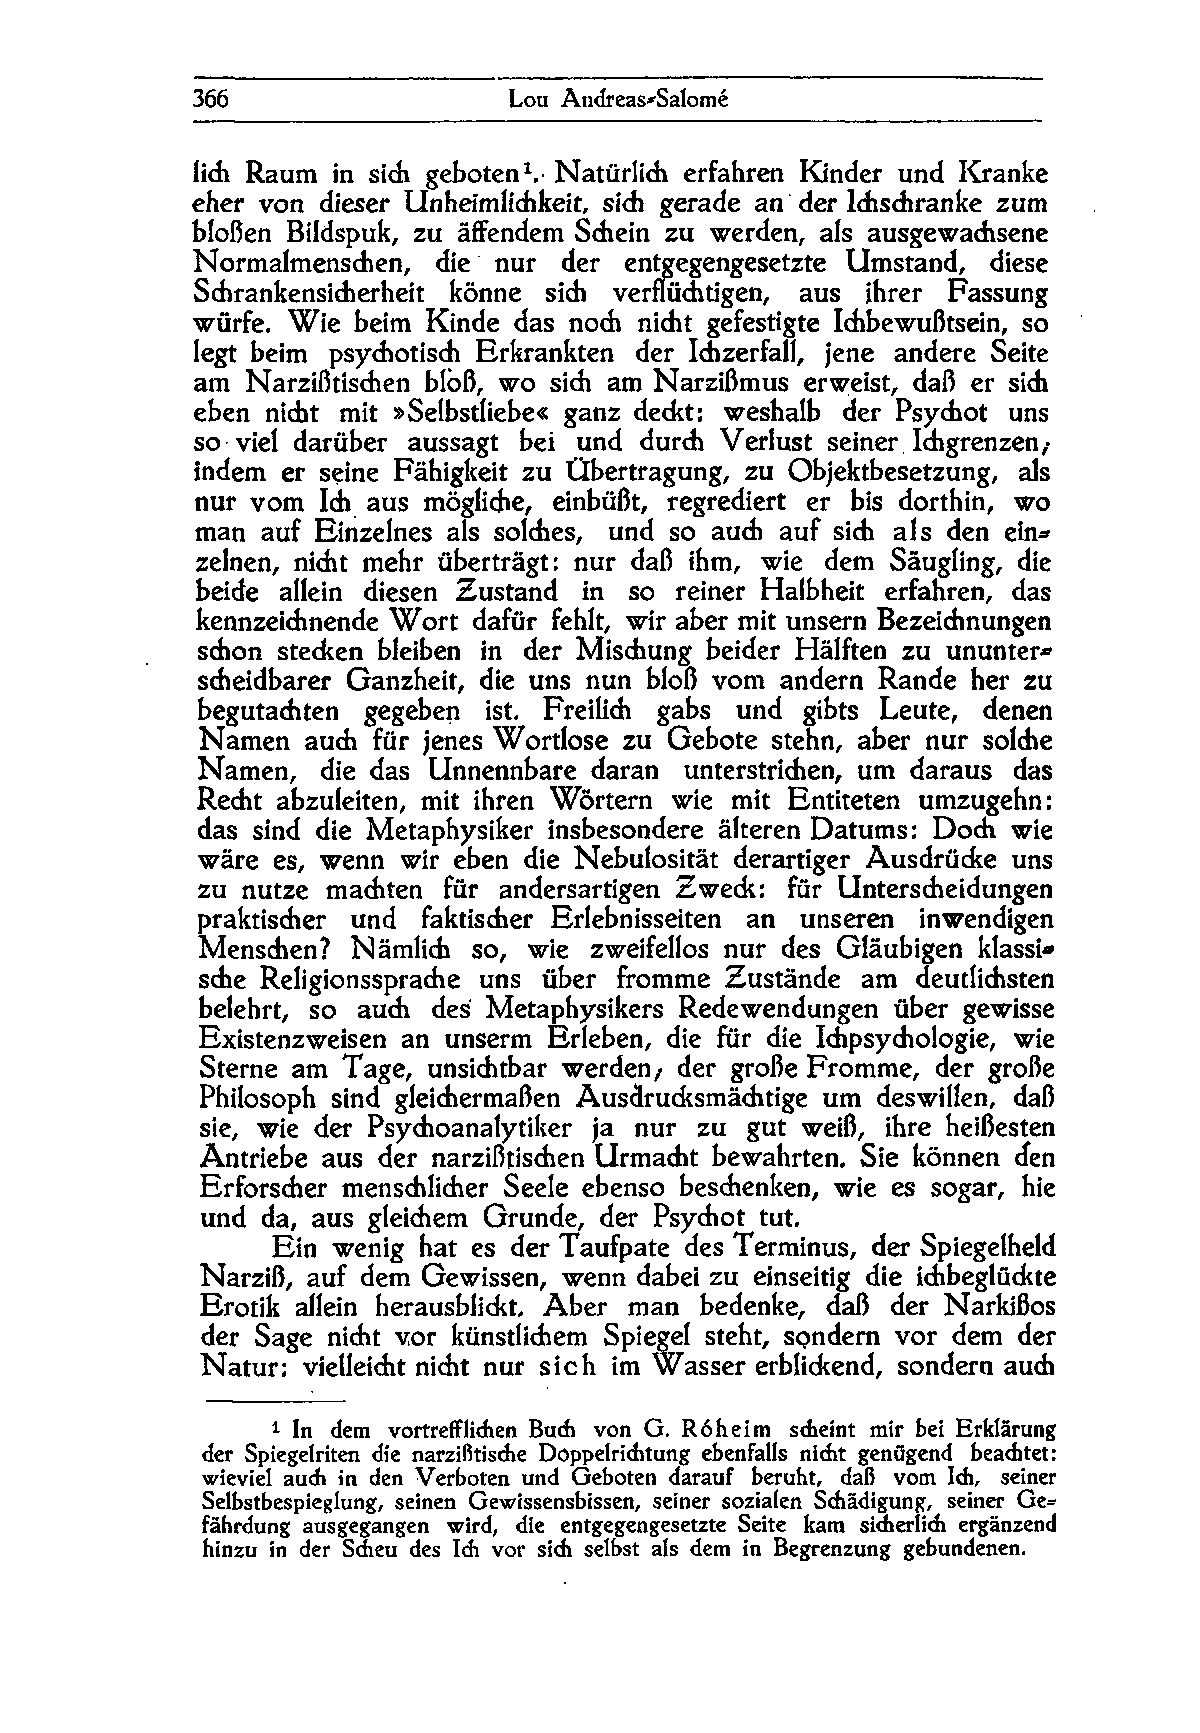 366 Lou Andreas-Salomé
lich Raum in sich geboten¹. Natürlich erfahren Kinder und Kranke
eher von dieser Unheimlichkeit, sich gerade an der Ichschranke zum
bloßen Bildspuk, zu äffendem Schein zu werden, als ausgewachsene
Normalmenschen, die nur der entgegengesetzte Umstand, diese
Schrankensicherheit könne sich verflüchtigen, aus ihrer Fassung
würfe. Wie beim Kinde das noch nicht gefestigte Ichbewußtsein, so
legt beim psychotisch Erkrankten der Ichzerfall, jene andere Seite
am Narzißtischen bloß, wo sich am Narzißmus erweist, daß er sich
eben nicht mit »Selbstliebe« ganz deckt: weshalb der Psychot uns
so viel darüber aussagt bei und durch Verlust seiner Ichgrenzen;
indem er seine Fähigkeit zu Übertragung, zu Objektbesetzung, als
nur vom Ich aus mögliche, einbüßt, regrediert er bis dorthin, wo
man auf Einzelnes als solches, und so auch auf sich als den ein-
zelnen, nicht mehr überträgt: nur daß ihm, wie dem Säugling, die
beide allein diesen Zustand in so reiner Halbheit erfahren, das
kennzeichnende Wort dafür fehlt, wir aber mit unsern Bezeichnungen
schon stecken bleiben in der Mischung beider Hälften zu ununter-
scheidbarer Ganzheit, die uns nun bloß vom andern Rande her zu
begutachten gegeben ist. Freilich gabs und gibts Leute, denen
Namen auch für jenes Wortlose zu Gebote stehn, aber nur solche
Namen, die das Unnennbare daran unterstrichen, um daraus das
Recht abzuleiten, mit ihren Wörtern wie mit Entiteten umzugehn:
das sind die Metaphysiker insbesondere älteren Datums: Doch wie
wäre es, wenn wir eben die Nebulosität derartiger Ausdrücke uns
zu nutze machten für andersartigen Zweck: für Unterscheidungen
praktischer und faktischer Erlebnisseiten an unseren inwendigen
Menschen? Nämlich so, wie zweifellos nur des Gläubigen klassi-
sche Religionssprache uns über fromme Zustände am deutlichsten
belehrt, so auch des Metaphysikers Redewendungen über gewisse
Existenzweisen an unserm Erleben, die für die Ichpsychologie, wie
Sterne am Tage, unsichtbar werden; der große Fromme, der große
Philosoph sind gleichermaßen Ausdrucksmächtige um deswillen, daß
sie, wie der Psychoanalytiker ja nur zu gut weiß, ihre heißesten
Antriebe aus der narzißtischen Urmacht bewahrten. Sie können den
Erforscher menschlicher Seele ebenso beschenken, wie es sogar, hie
und da, aus gleichem Grunde, der Psychot tut.
Ein wenig hat es der Taufpate des Terminus, der Spiegelheld
Narziß, auf dem Gewissen, wenn dabei zu einseitig die ichbeglückte
Erotik allein herausblickt. Aber man bedenke, daß der Narkißos
der Sage nicht vor künstlichem Spiegel steht, sondern vor dem der
Natur: vielleicht nicht nur sich im Wasser erblickend, sondern auch
¹ In dem vortrefflichen Buch von G. Róheim scheint mir bei Erklärung
der Spiegelriten die narzißtische Doppelrichtung ebenfalls nicht genügend beachtet:
wieviel auch in den Verboten und Geboten darauf beruht, daß vom Ich, seiner
Selbstbespieglung, seinen Gewissensbissen, seiner sozialen Schädigung, seiner Ge-
fährdung ausgegangen wird, die entgegengesetzte Seite kam sicherlich ergänzend
hinzu in der Scheu des Ich vor sich selbst als dem in Begrenzung gebundenen.